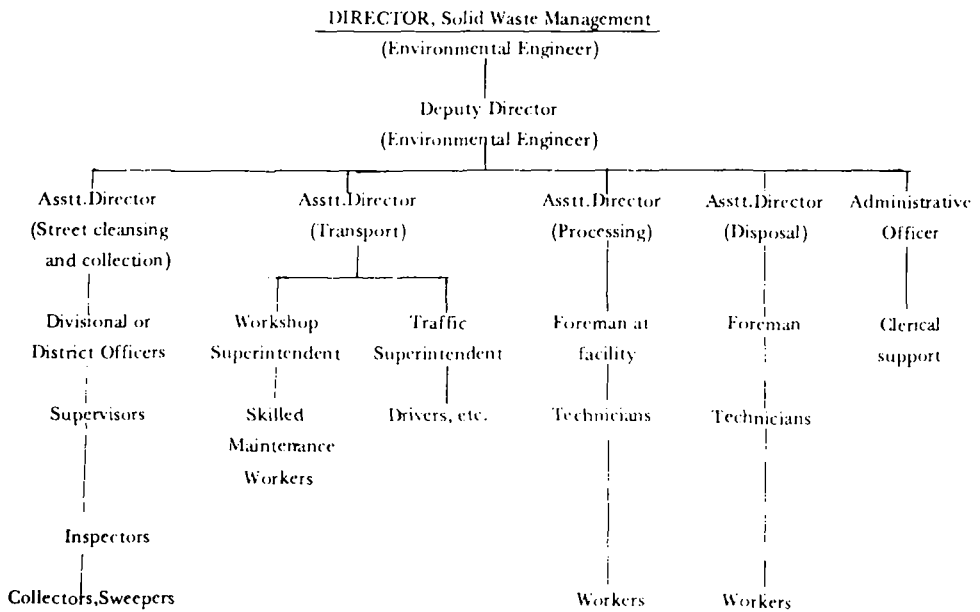 DIRECTOR, Solid Waste Management
(Environmental Engineer)
Deputy Director
(Environmental Engineer)
Asstt.Director
(Street cleansing
and collection)
Asstt.Director
(Transport)
Asstt.Director
(Processing)
Asstt.Director
(Disposal)
Administrative
Officer
Divisional or
District Officers
Workshop
Superintendent
Traffic
Superintendent
Foreman at
facility
Foreman
Clerical
support
Supervisors
Skilled
Maintenance
Workers
Drivers, etc.
Technicians
Technicians
Inspectors
Collectors,Sweepers
Workers
Workers